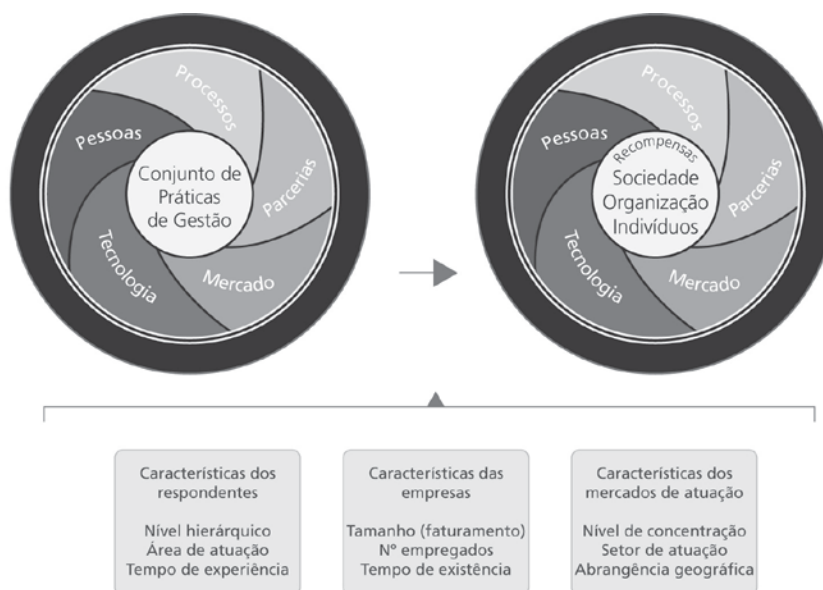 Processos
Pessoas
Parcerias
Tecnologia
Mercado
Conjunto de
Práticas
de Gestão
Processos
Pessoas
Parcerias
Tecnologia
Mercado
Recompensas
Sociedade
Organização
Indivíduos
Características dos
respondentes
Nível hierárquico
Área de atuação
Tempo de experiência
Características das
empresas
Tamanho (faturamento)
Nº empregados
Tempo de existência
Características dos
mercados de atuação
Nível de concentração
Setor de atuação
Abrangência geográfica